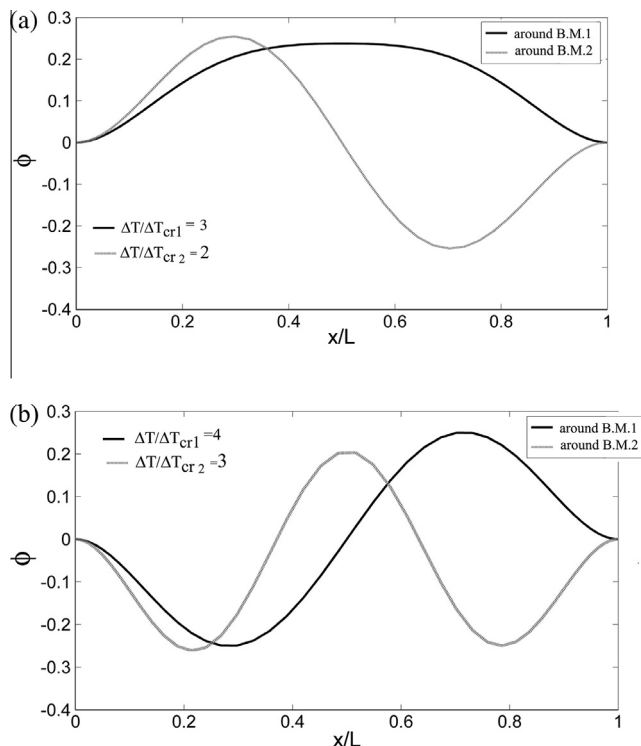 (a)
0.3
0.2
0.1
0
-0.1
-0.2
-0.3
-0.4
ϕ
around B.M.1
around B.M.2
ΔT/ΔTcr1 = 3
ΔT/ΔTcr 2 = 2
0 0.2 0.4 0.6 0.8 1
x/L
(b)
0.3
0.2
0.1
0
-0.1
-0.2
-0.3
-0.4
ϕ
ΔT/ΔTcr1 =4
ΔT/ΔTcr 2 =3
around B.M.1
around B.M.2
0 0.2 0.4 0.6 0.8 1
x/L